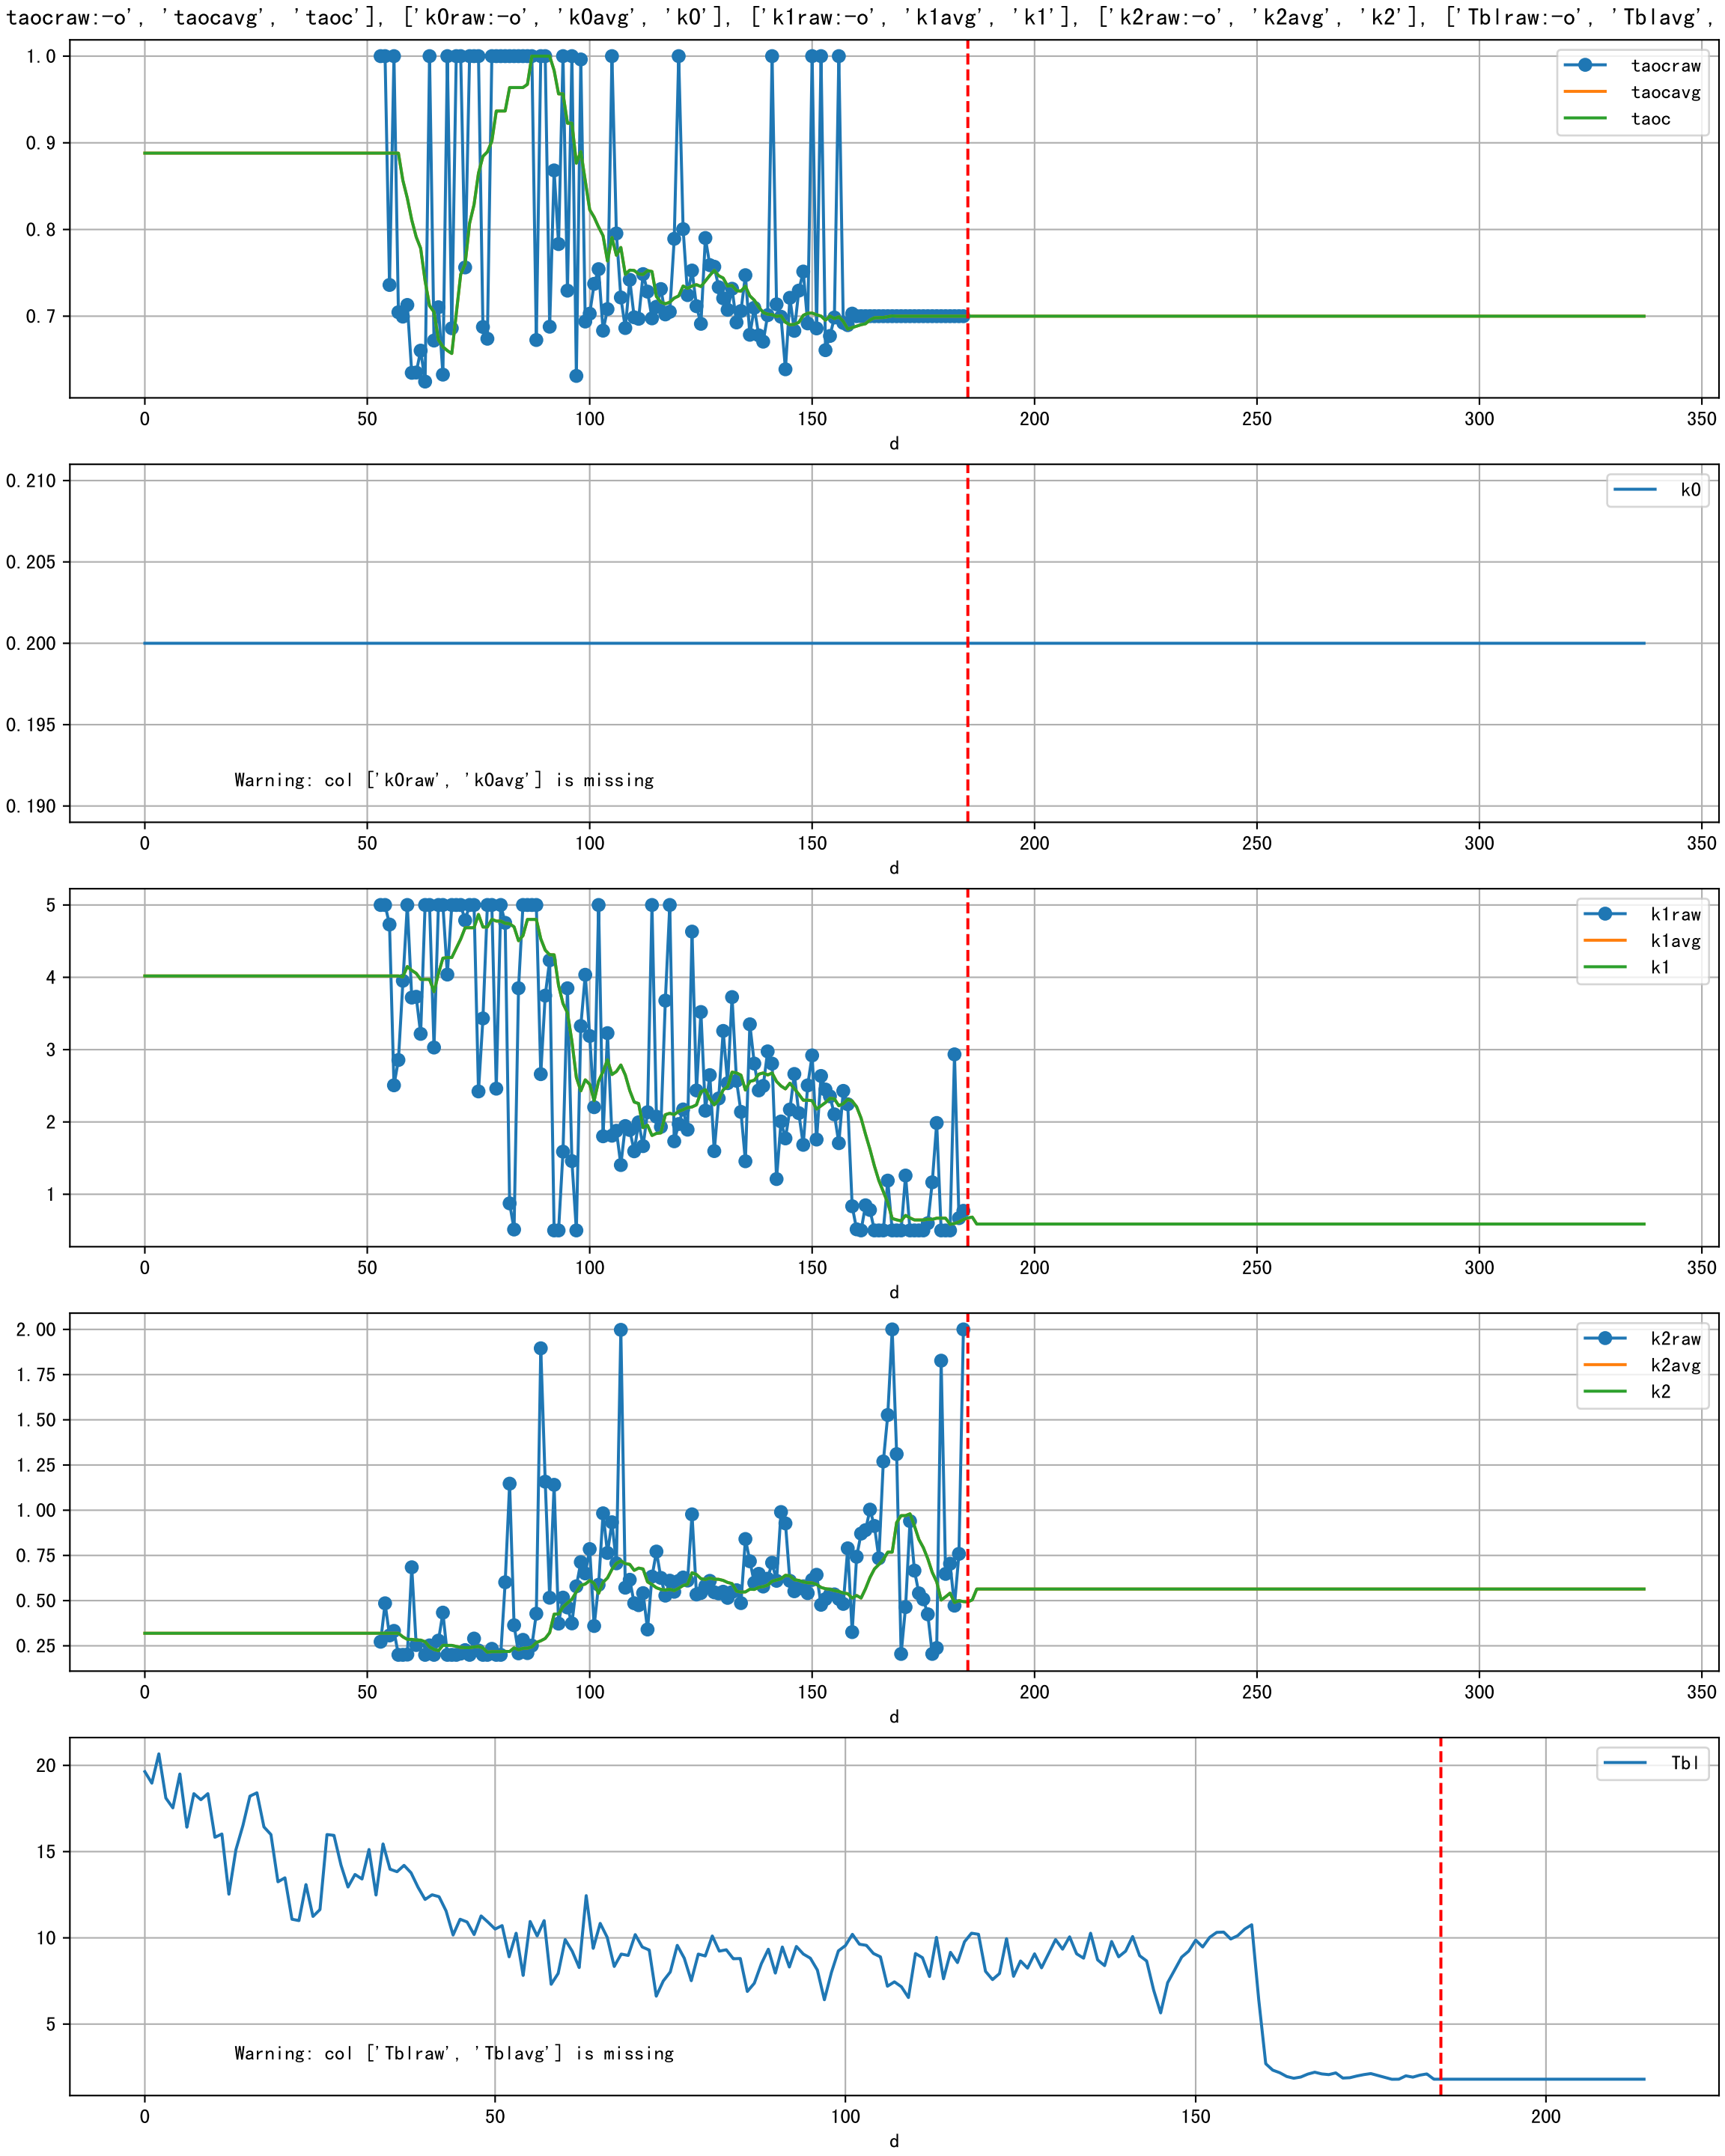 taocraw:-o', 'taocavg', 'taoc'], ['k0raw:-o', 'k0avg', 'k0'], ['k1raw:-o', 'k1avg', 'k1'], ['k2raw:-o', 'k2avg', 'k2'], ['Tblraw:-o', 'Tblavg',
1.0
0.9
0.8
0.7
taocraw
taocavg
taoc
0 50 100 150 200 250 300 350
d
0.210
0.205
0.200
0.195
0.190
k0
Warning: col ['k0raw', 'k0avg'] is missing
0 50 100 150 200 250 300 350
d
5
4
3
2
1
k1raw
k1avg
k1
0 50 100 150 200 250 300 350
d
2.00
1.75
1.50
1.25
1.00
0.75
0.50
0.25
k2raw
k2avg
k2
0 50 100 150 200 250 300 350
d
20
15
10
5
Tbl
Warning: col ['Tblraw', 'Tblavg'] is missing
0 50 100 150 200
d